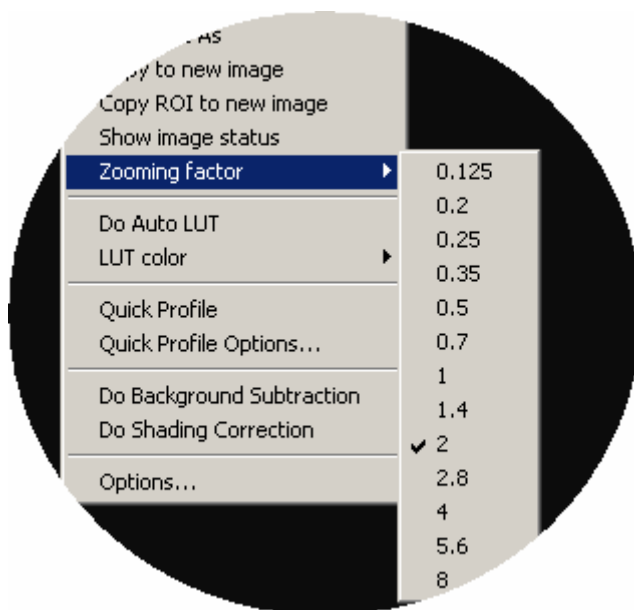 As
to new image
Copy ROI to new image
Show image status
Zooming factor
Do Auto LUT
LUT color
Quick Profile
Quick Profile Options...
Do Background Subtraction
Do Shading Correction
Options...
0.125
0.2
0.25
0.35
0.5
0.7
1
1.4
2
2.8
4
5.6
8